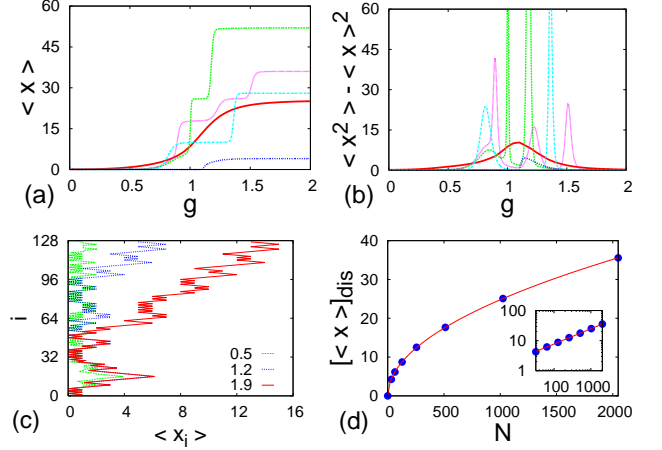 60
45
30
15
0
< x >
0 0.5 1 1.5 2
(a) g
60
45
30
15
0
< x² > - < x >²
0 0.5 1 1.5 2
(b) g
128
96
64
32
0
i
0.5
1.2
1.9
0 4 8 12 16
(c) < xᵢ >
40
30
20
10
0
[< x >]dis
100
10
1
100 1000
0 500 1000 1500 2000
(d) N